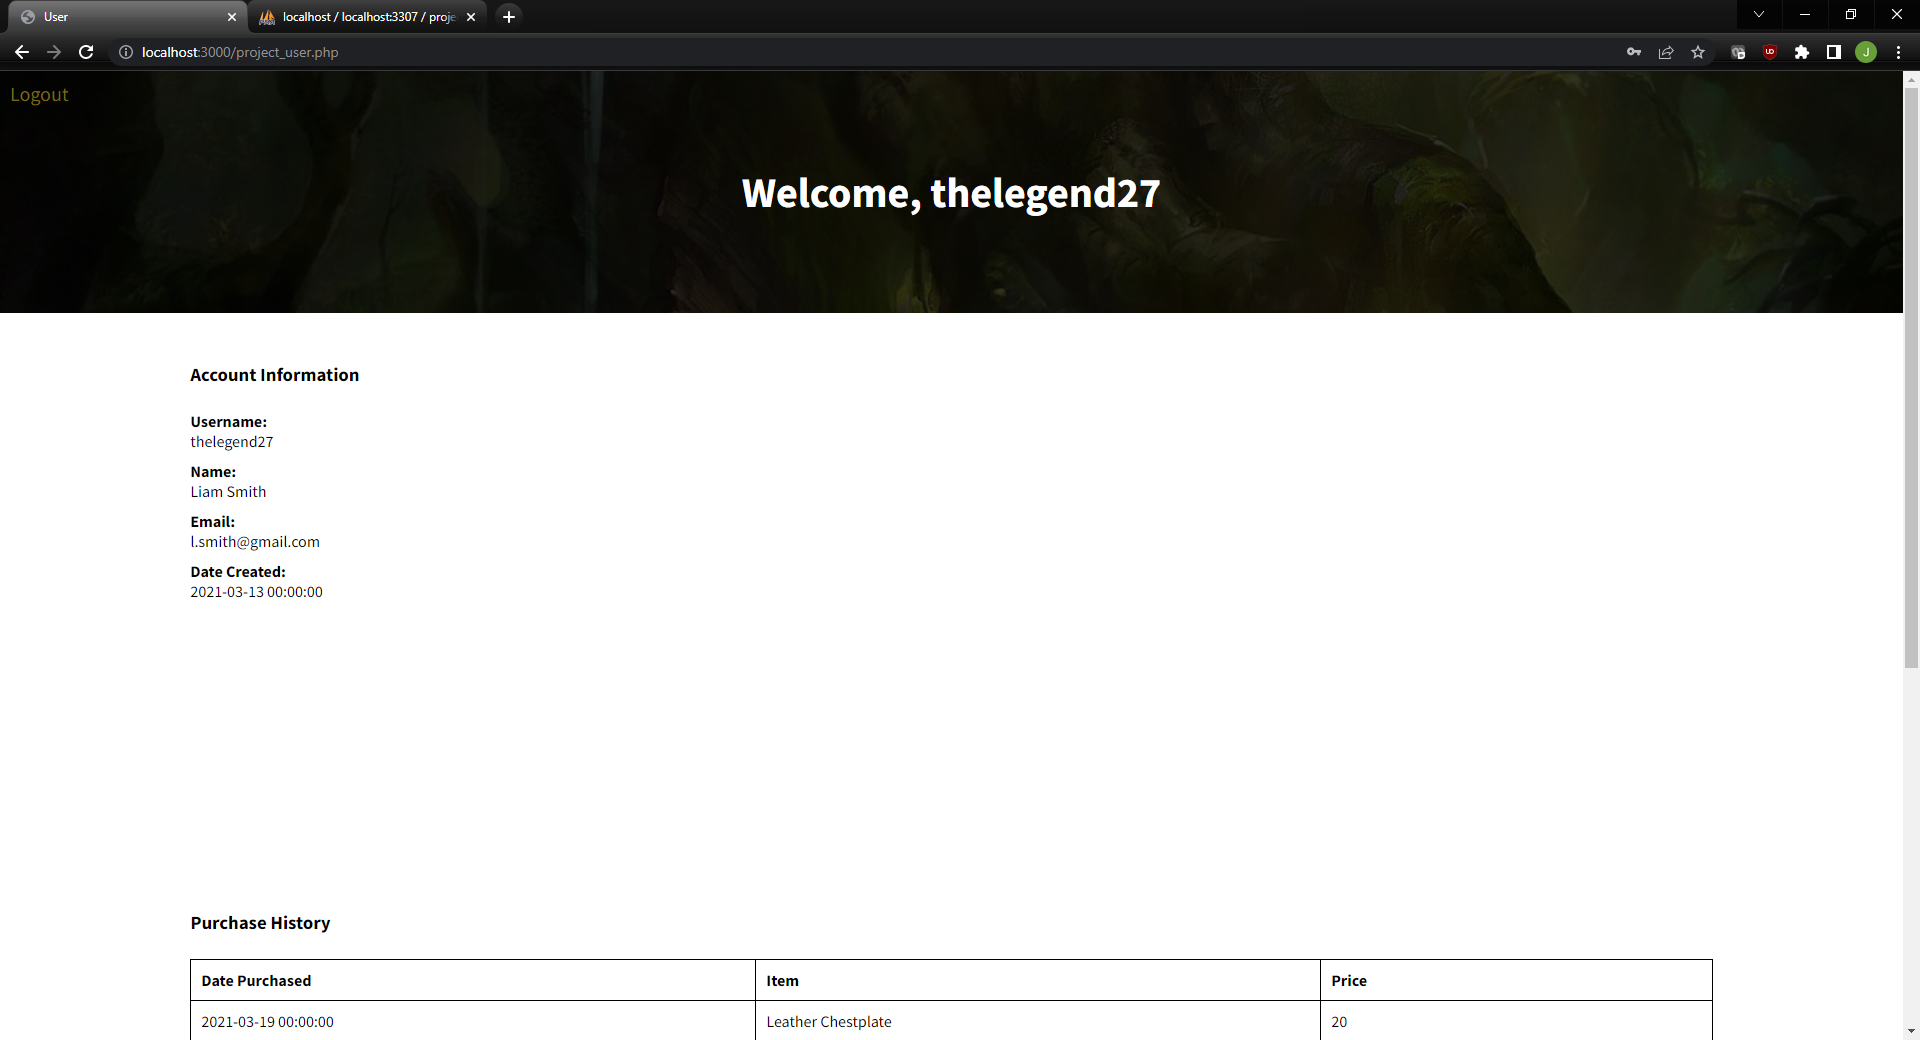 User
localhost / localhost:3307 / proje
localhost:3000/project_user.php
UD
J
Logout
Welcome, thelegend27
Account Information
Username:
thelegend27
Name:
Liam Smith
Email:
l.smith@gmail.com
Date Created:
2021-03-13 00:00:00
Purchase History
Date Purchased Item Price
2021-03-19 00:00:00 Leather Chestplate 20